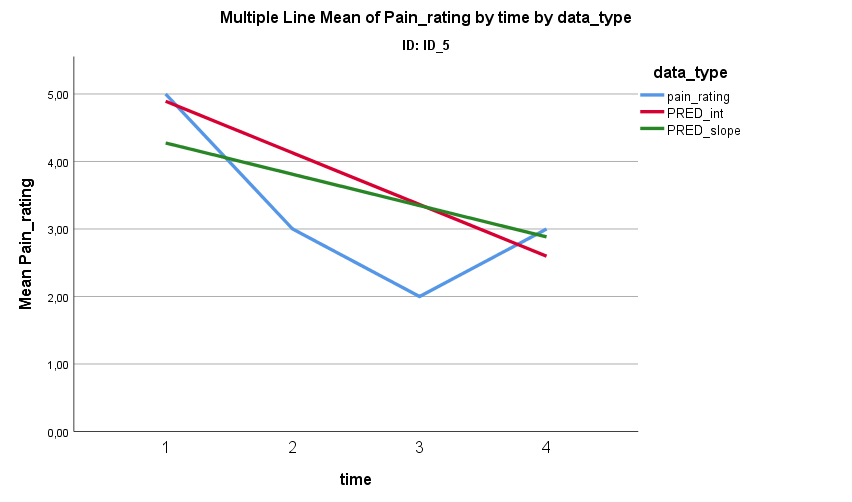 Multiple Line Mean of Pain_rating by time by data_type
ID: ID_5
data_type
pain_rating
PRED_int
PRED_slope
Mean Pain_rating
5,00
4,00
3,00
2,00
1,00
0,00
1 2 3 4
time